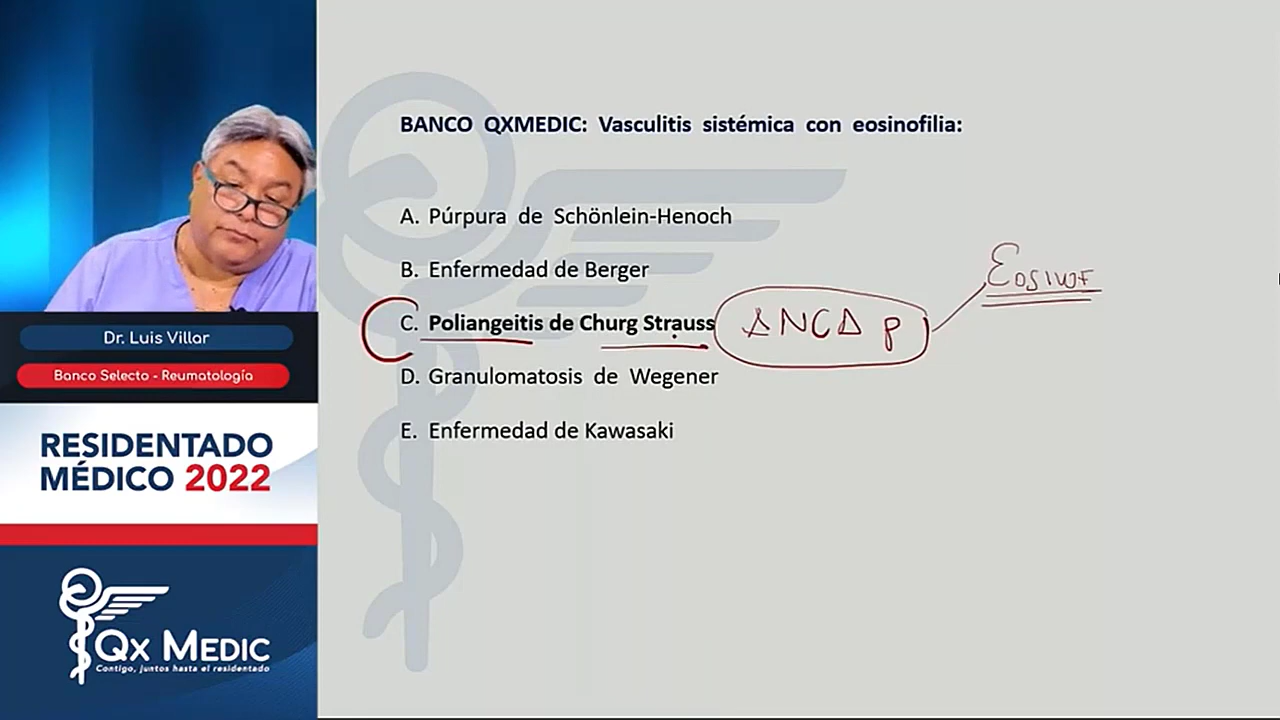 BANCO QXMEDIC: Vasculitis sistémica con eosinofilia:
A. Púrpura de Schönlein-Henoch
B. Enfermedad de Berger
C. Poliangeitis de Churg Strauss
ANCA p
EOSINOF
D. Granulomatosis de Wegener
E. Enfermedad de Kawasaki
Dr. Luis Villar
Banco Selecto - Reumatología
RESIDENTADO
MÉDICO 2022
QX MEDIC
Contigo, juntos hasta el residentado